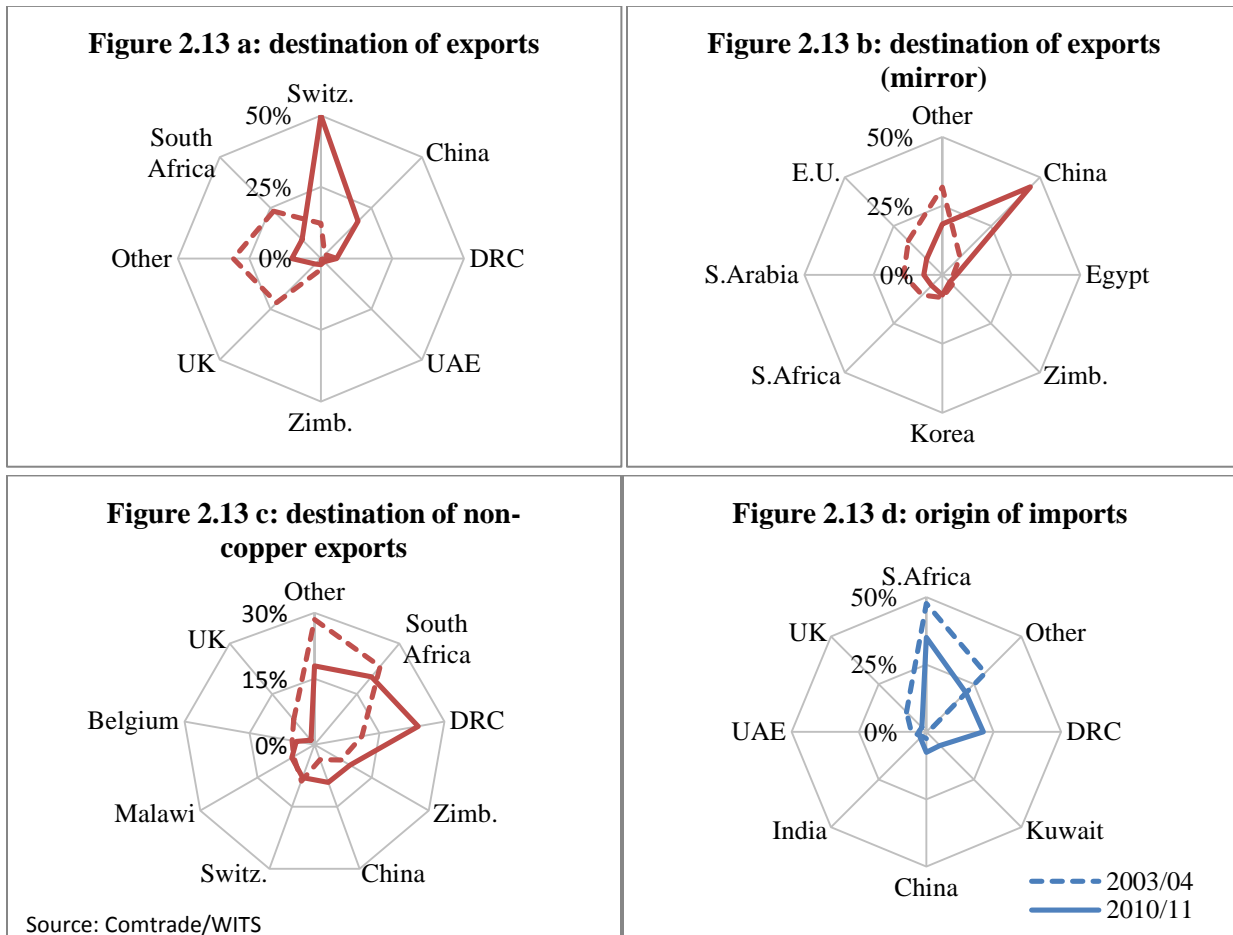 Figure 2.13 a: destination of exports
Switz.
50%
South
Africa
China
25%
Other
0%
DRC
UK
UAE
Zimb.
Figure 2.13 b: destination of exports
(mirror)
Other
50%
E.U.
China
25%
S.Arabia
0%
Egypt
S.Africa
Zimb.
Korea
Figure 2.13 c: destination of non-
copper exports
Other
30%
UK
South
Africa
15%
Belgium
DRC
0%
Malawi
Zimb.
Switz.
China
Source: Comtrade/WITS
Figure 2.13 d: origin of imports
S.Africa
50%
UK
Other
25%
UAE
0%
DRC
India
Kuwait
China
2003/04
2010/11